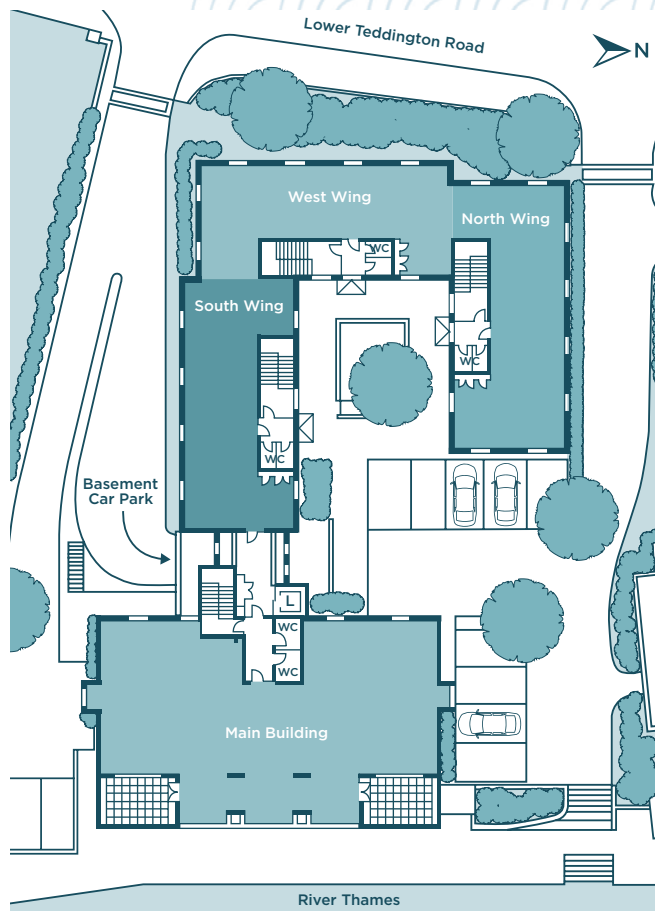 Lower Teddington Road
N
West Wing
WC
North Wing
South Wing
WC
WC
Basement
Car Park
L
WC
WC
Main Building
River Thames